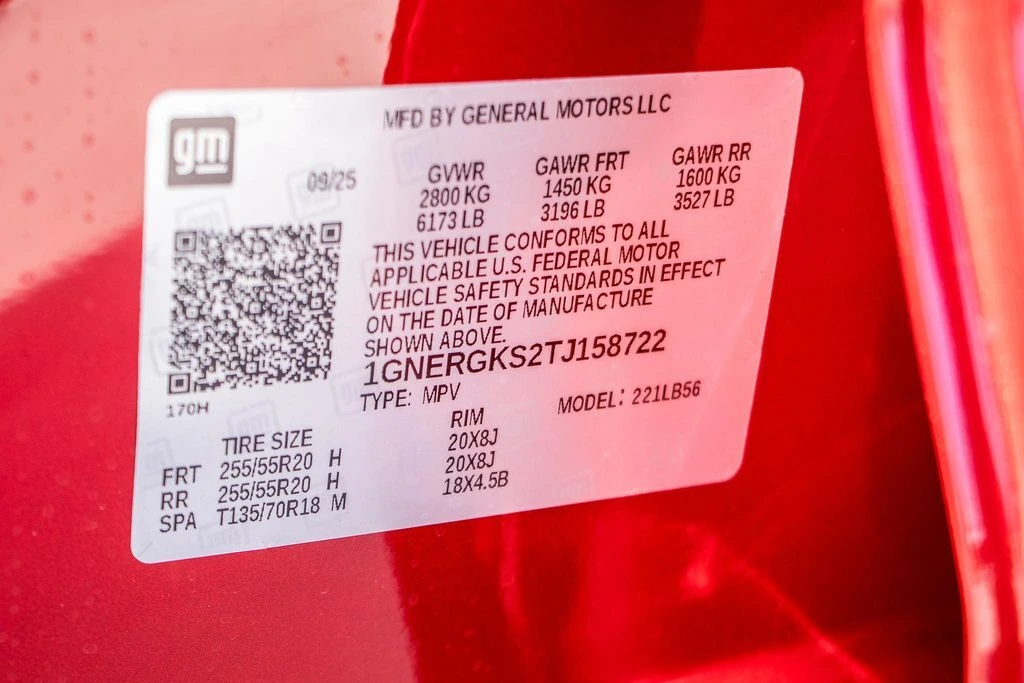 gm
MFD BY GENERAL MOTORS LLC
09/25
GVWR GAWR FRT GAWR RR
2800 KG 1450 KG 1600 KG
6173 LB 3196 LB 3527 LB
THIS VEHICLE CONFORMS TO ALL
APPLICABLE U.S. FEDERAL MOTOR
VEHICLE SAFETY STANDARDS IN EFFECT
ON THE DATE OF MANUFACTURE
SHOWN ABOVE.
1GNERGKS2TJ158722
170H
TYPE: MPV MODEL: 221LB56
TIRE SIZE RIM
FRT 255/55R20 H 20X8J
RR 255/55R20 H 20X8J
SPA T135/70R18 M 18X4.5B